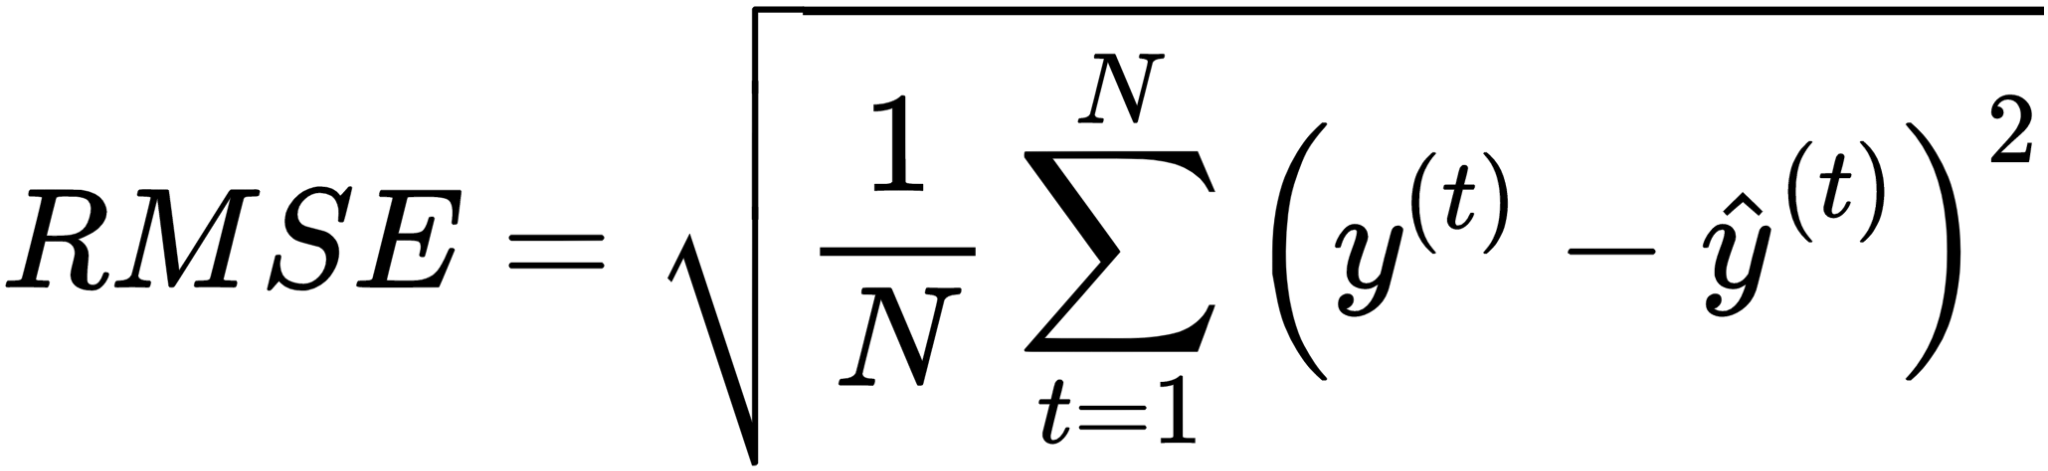 RMSE = \sqrt{\frac{1}{N} \sum_{t=1}^{N} \left( y^{(t)} - \hat{y}^{(t)} \right)^2}